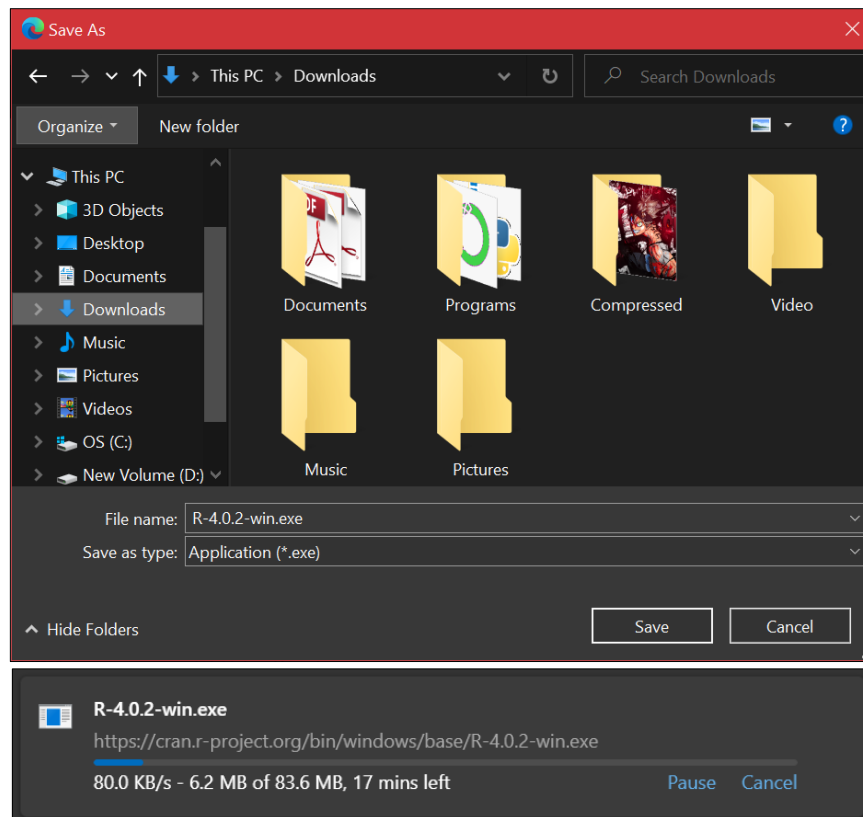 Save As
This PC > Downloads
Search Downloads
Organize
New folder
This PC
3D Objects
Desktop
Documents
Downloads
Music
Pictures
Videos
OS (C:)
New Volume (D:)
PDF
Documents
Programs
Compressed
Video
Music
Pictures
File name: R-4.0.2-win.exe
Save as type: Application (*.exe)
Hide Folders
Save
Cancel
R-4.0.2-win.exe
https://cran.r-project.org/bin/windows/base/R-4.0.2-win.exe
80.0 KB/s - 6.2 MB of 83.6 MB, 17 mins left
Pause
Cancel